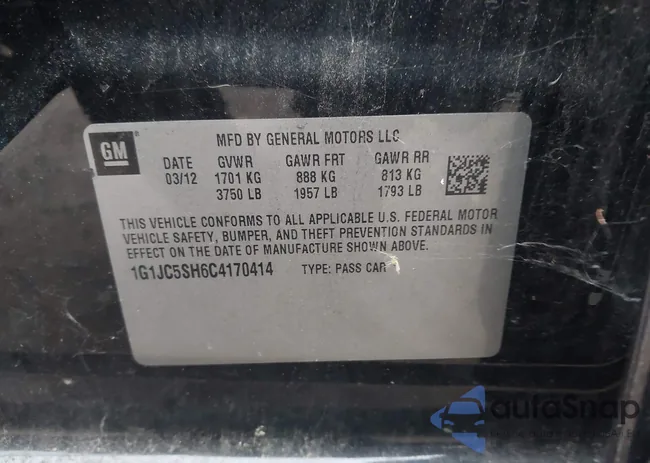 GM
MFD BY GENERAL MOTORS LLC
DATE GVWR GAWR FRT GAWR RR
03/12 1701 KG 888 KG 813 KG
3750 LB 1957 LB 1793 LB
THIS VEHICLE CONFORMS TO ALL APPLICABLE U.S. FEDERAL MOTOR
VEHICLE SAFETY, BUMPER, AND THEFT PREVENTION STANDARDS IN
EFFECT ON THE DATE OF MANUFACTURE SHOWN ABOVE.
1G1JC5SH6C4170414 TYPE: PASS CAR
autoSnap